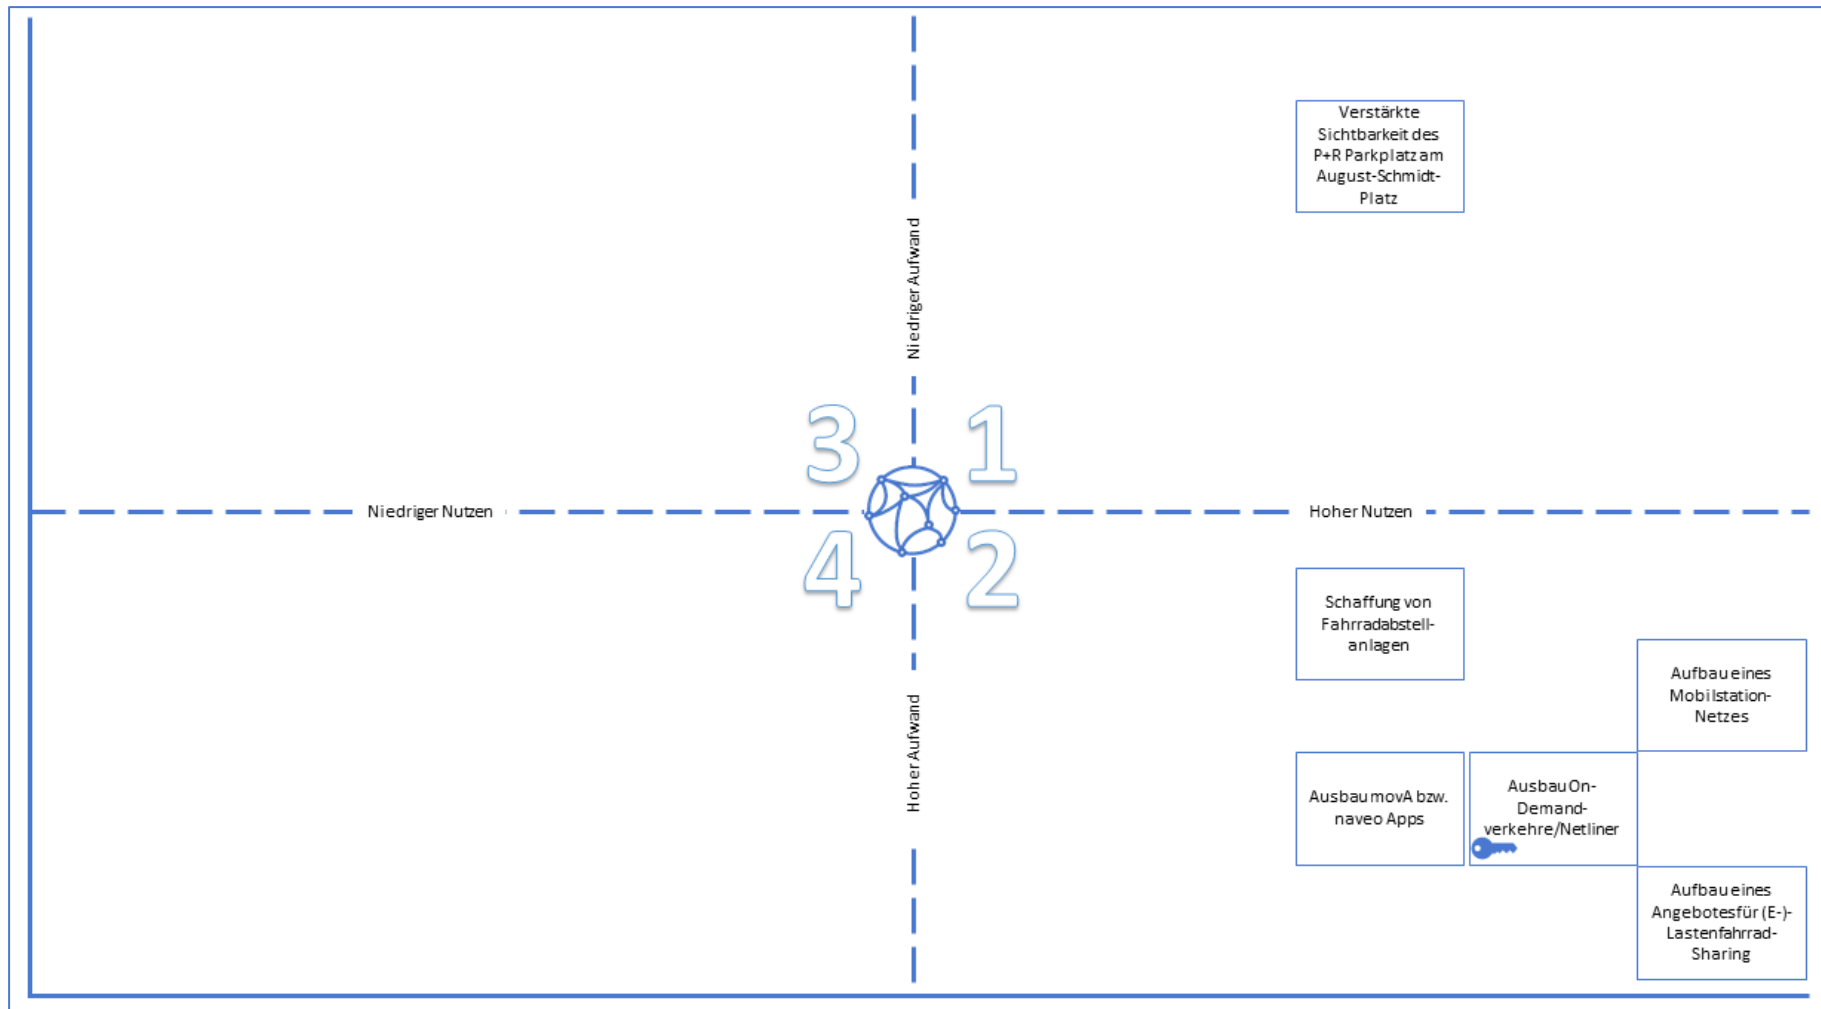 Verstärkte
Sichtbarkeit des
P+R Parkplatz am
August-Schmidt-
Platz
Niedriger Aufwand
3
1
Niedriger Nutzen
Hoher Nutzen
4
2
Schaffung von
Fahrradabstell-
anlagen
Aufbau eines
Mobilstation-
Netzes
Hoher Aufwand
Ausbau movA bzw.
naveo Apps
Ausbau On-
Demand-
verkehre/Netliner
Aufbau eines
Angebotes für (E-)-
Lastenfahrrad-
Sharing